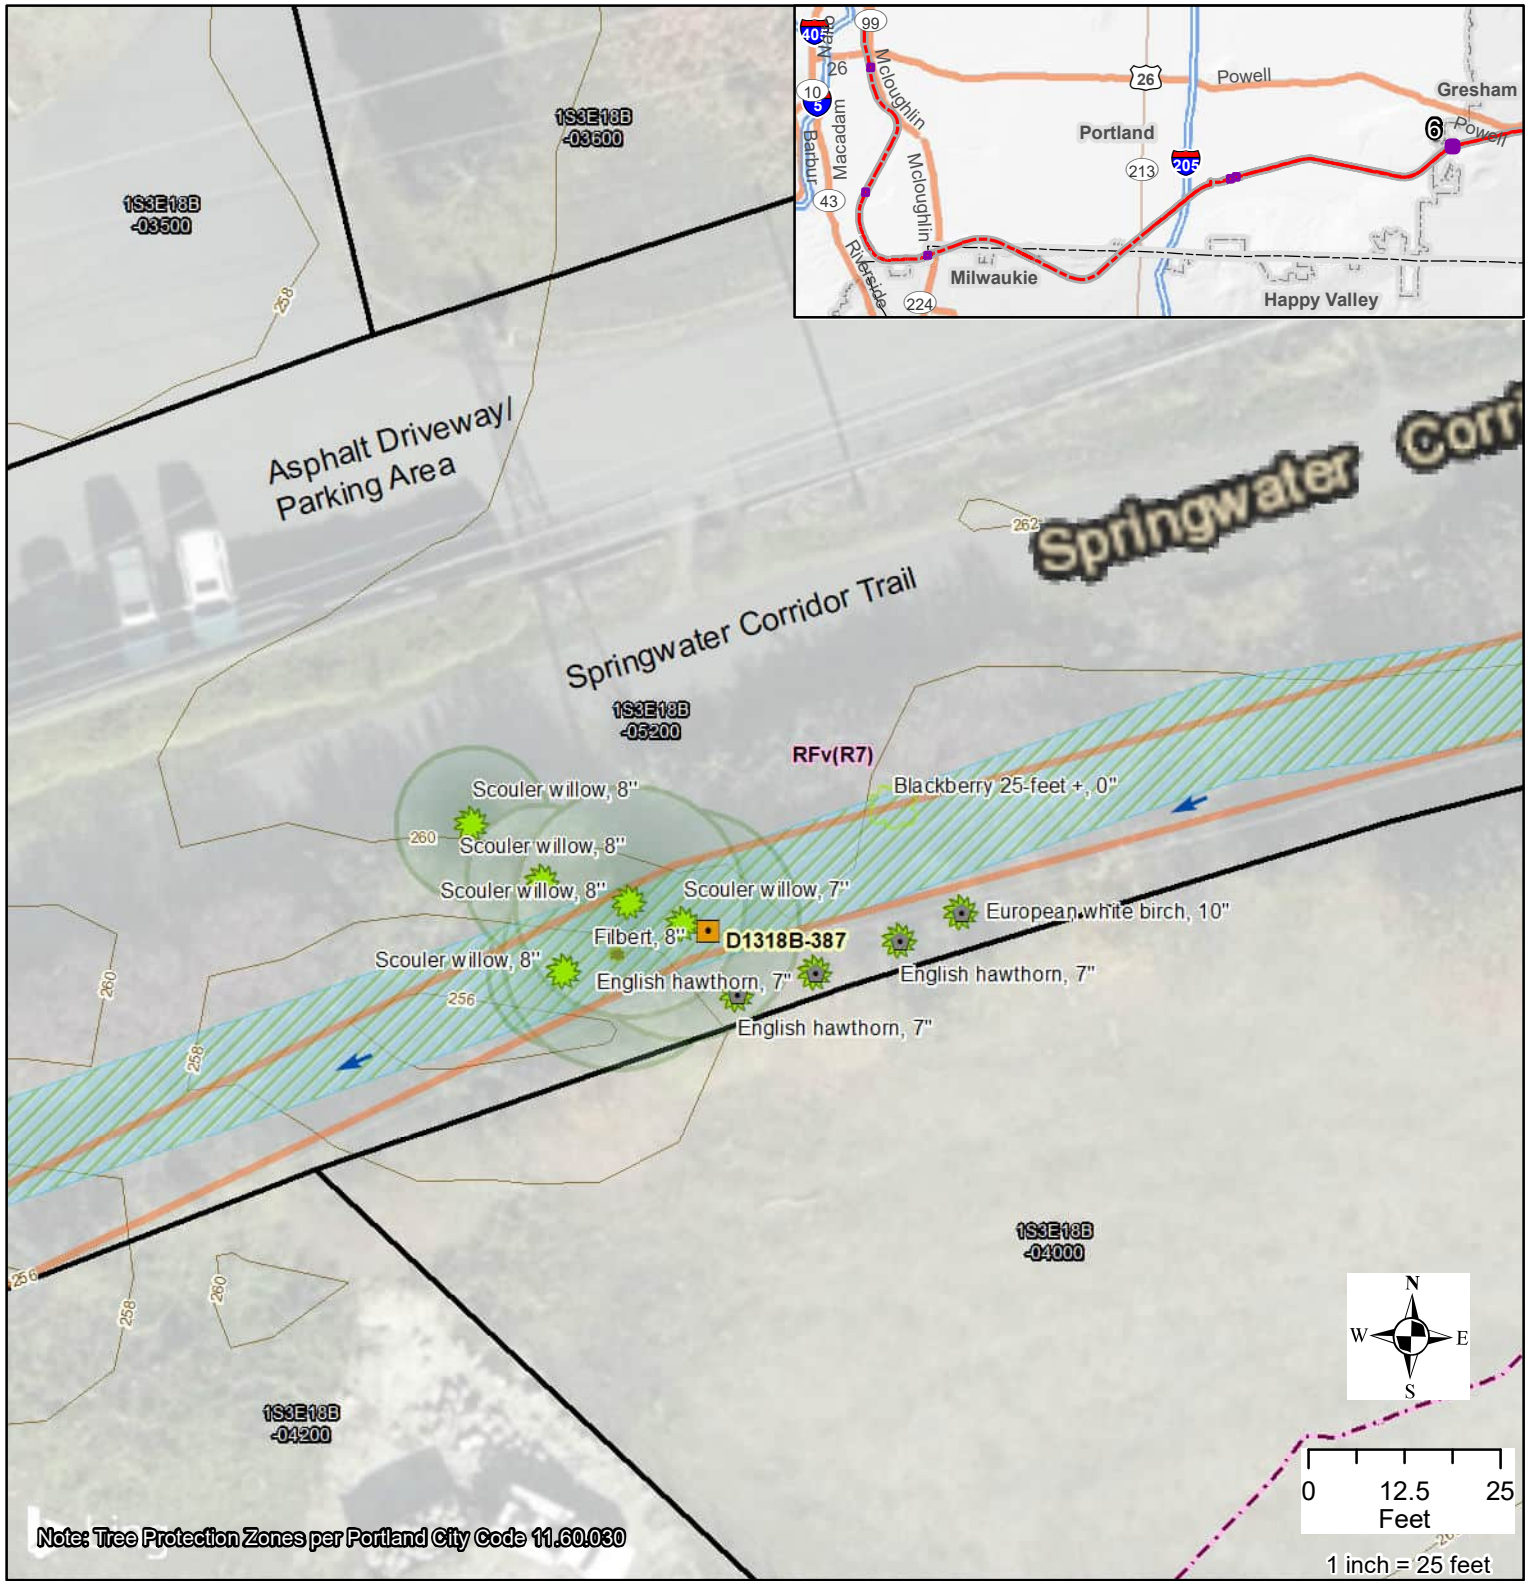 405
Naito
99
26
Mcloughlin
26
Powell
10
5
Gresham
6
Powell
Barbur
Macadam
Portland
Mcloughlin
213
205
43
Riverside
Milwaukie
224
Happy Valley
1S3E18B
-03600
1S3E18B
-03500
258
Asphalt Driveway/
Parking Area
Springwater Corri
262
Springwater Corridor Trail
1S3E18B
-05200
RFv(R7)
Blackberry 25-feet +, 0"
Scouler willow, 8"
260
Scouler willow, 8"
Scouler willow, 8"
Scouler willow, 7"
European white birch, 10"
Filbert, 8"
D1318B-387
Scouler willow, 8"
English hawthorn, 7"
English hawthorn, 7"
260
256
English hawthorn, 7"
258
1S3E18B
-04000
256
260
258
N
W E
S
1S3E18B
-04200
0 12.5 25
Feet
Note: Tree Protection Zones per Portland City Code 11.60.030
1 inch = 25 feet